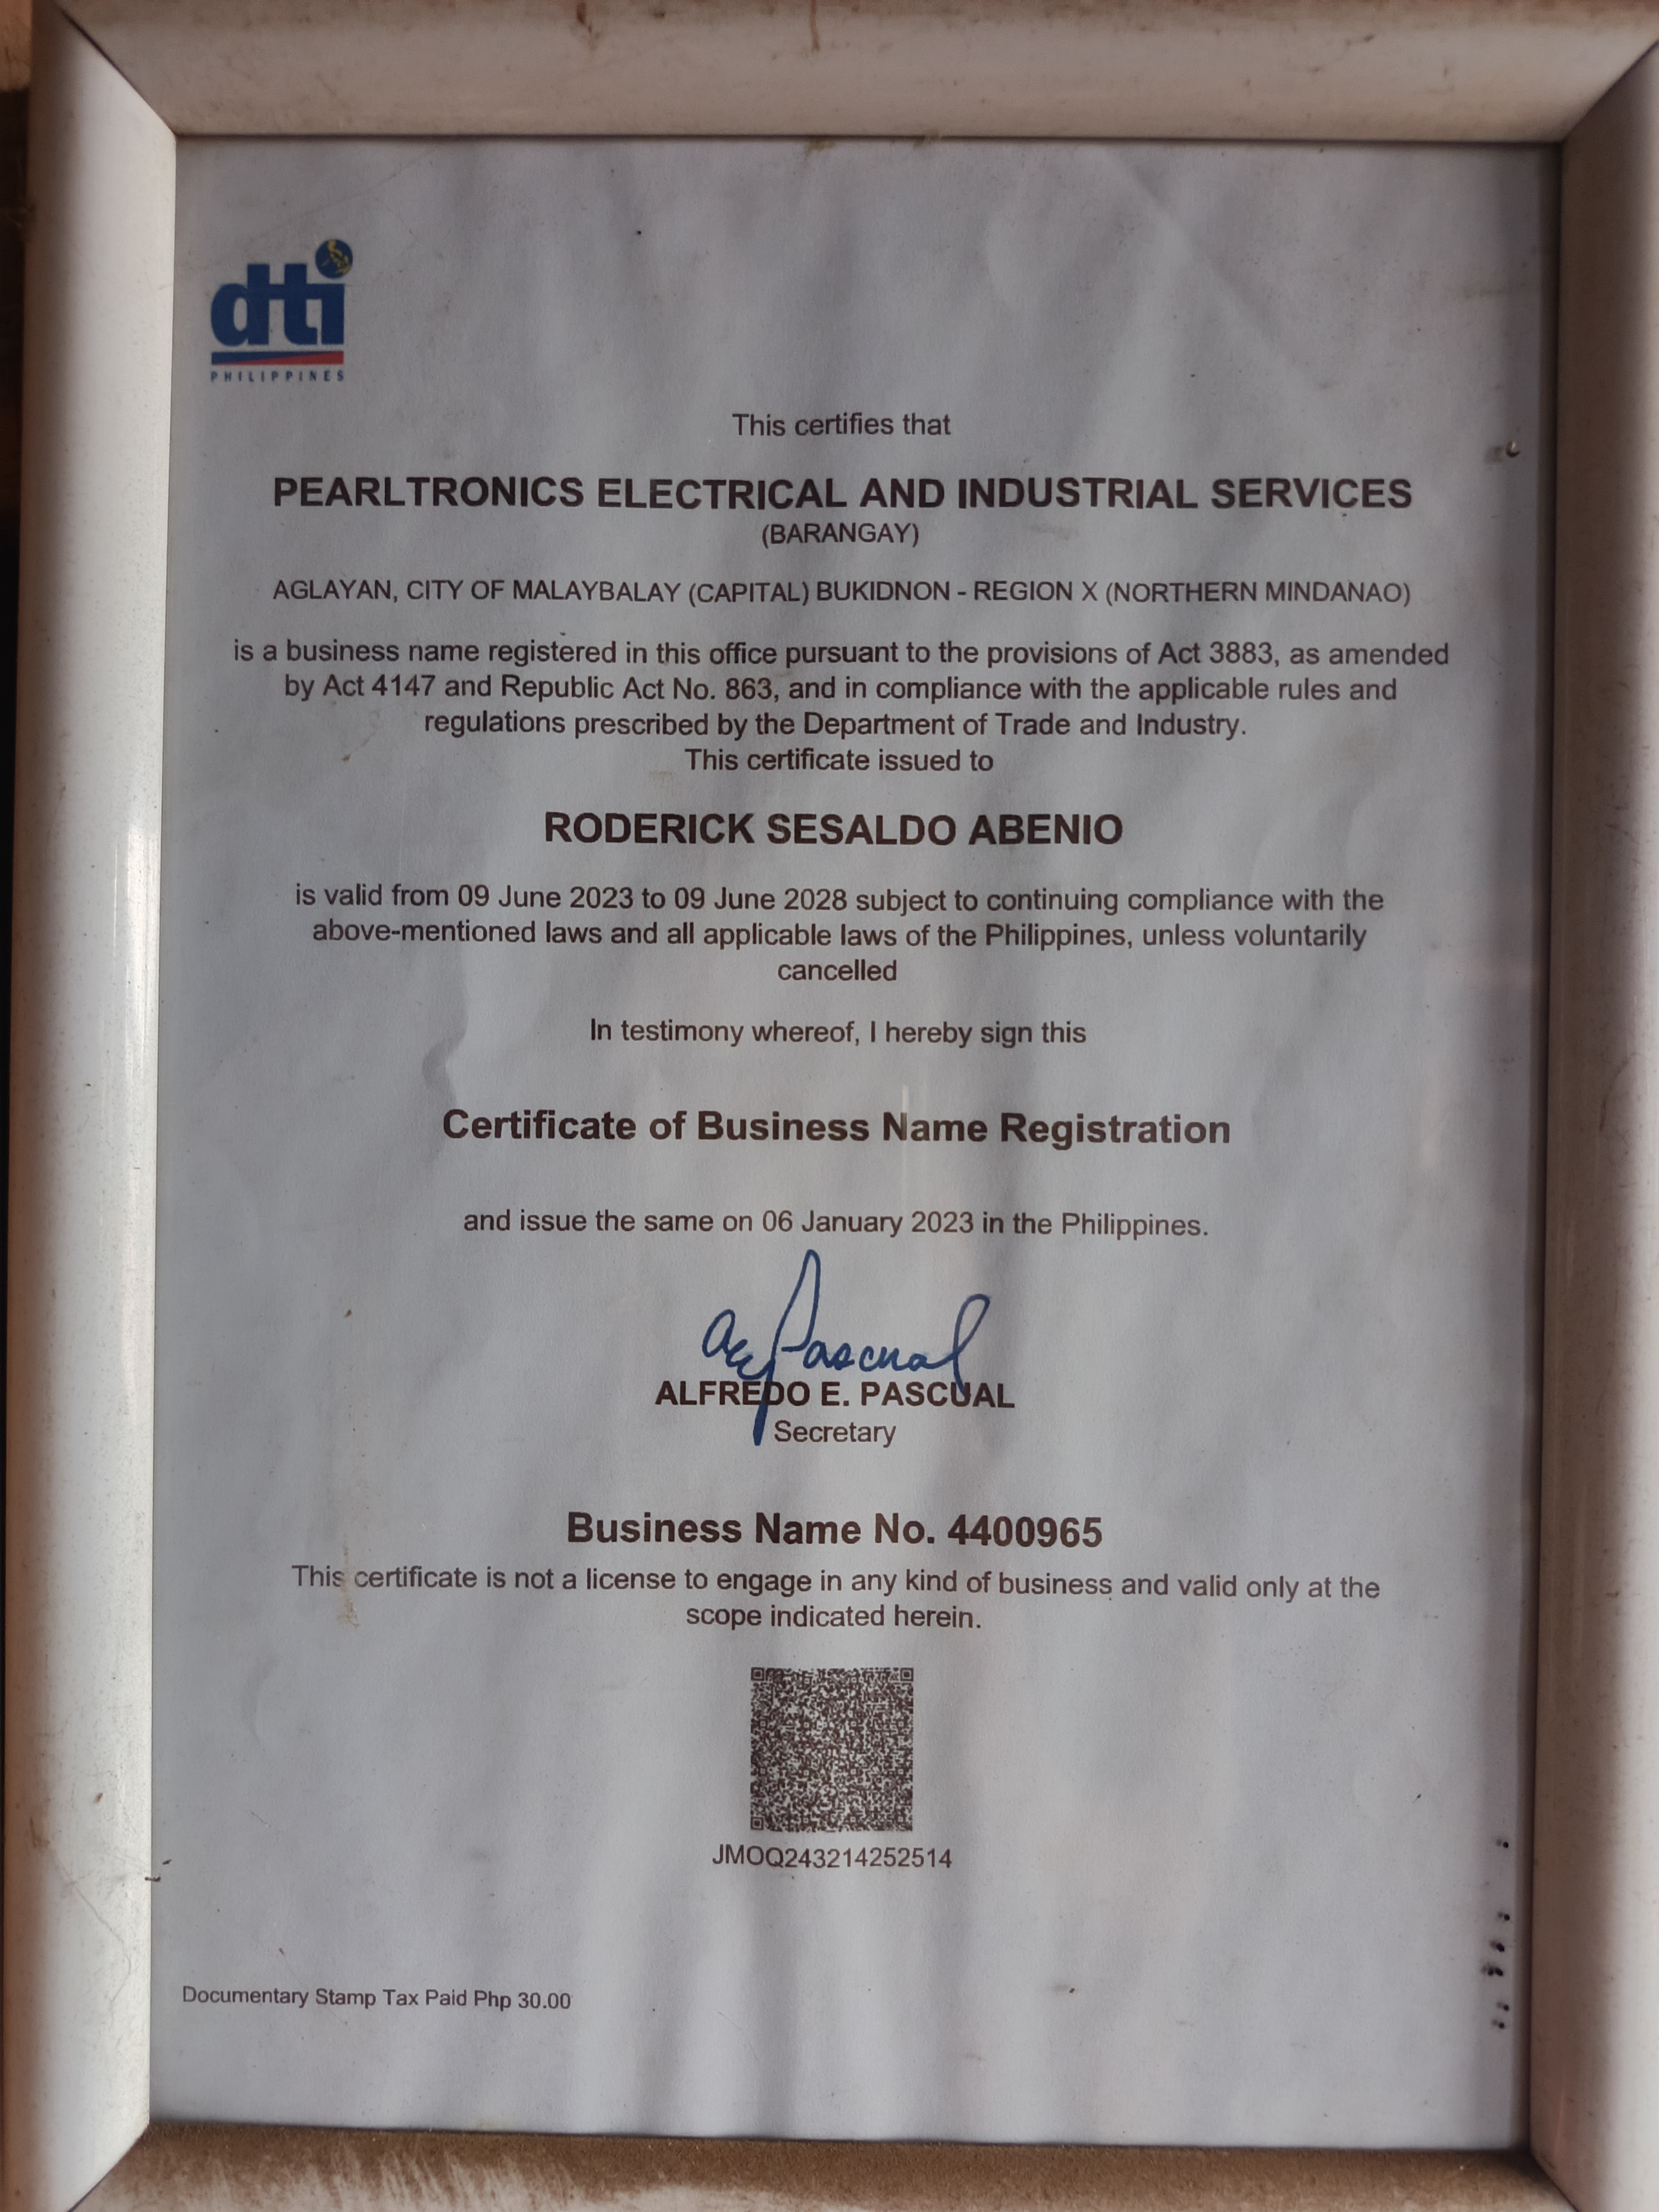 dti
PHILIPPINES
This certifies that
PEARLTRONICS ELECTRICAL AND INDUSTRIAL SERVICES
(BARANGAY)
AGLAYAN, CITY OF MALAYBALAY (CAPITAL) BUKIDNON - REGION X (NORTHERN MINDANAO)
is a business name registered in this office pursuant to the provisions of Act 3883, as amended
by Act 4147 and Republic Act No. 863, and in compliance with the applicable rules and
regulations prescribed by the Department of Trade and Industry.
This certificate issued to
RODERICK SESALDO ABENIO
is valid from 09 June 2023 to 09 June 2028 subject to continuing compliance with the
above-mentioned laws and all applicable laws of the Philippines, unless voluntarily
cancelled
In testimony whereof, I hereby sign this
Certificate of Business Name Registration
and issue the same on 06 January 2023 in the Philippines.
aePascual
ALFREDO E. PASCUAL
Secretary
Business Name No. 4400965
This certificate is not a license to engage in any kind of business and valid only at the
scope indicated herein.
JMOQ243214252514
Documentary Stamp Tax Paid Php 30.00